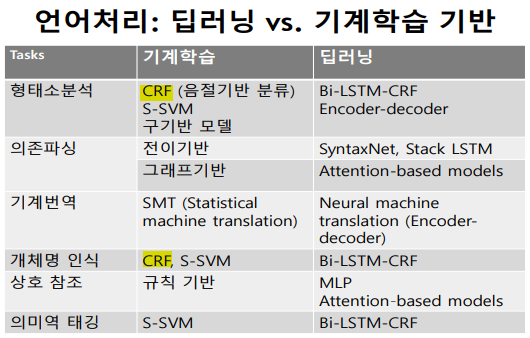 언어처리: 딥러닝 vs. 기계학습 기반
Tasks 기계학습 딥러닝
형태소분석 CRF (음절기반 분류) Bi-LSTM-CRF
S-SVM Encoder-decoder
구기반 모델
의존파싱 전이기반 SyntaxNet, Stack LSTM
그래프기반 Attention-based models
기계번역 SMT (Statistical Neural machine
machine translation) translation (Encoder-
decoder)
개체명 인식 CRF, S-SVM Bi-LSTM-CRF
상호 참조 규칙 기반 MLP
Attention-based models
의미역 태깅 S-SVM Bi-LSTM-CRF